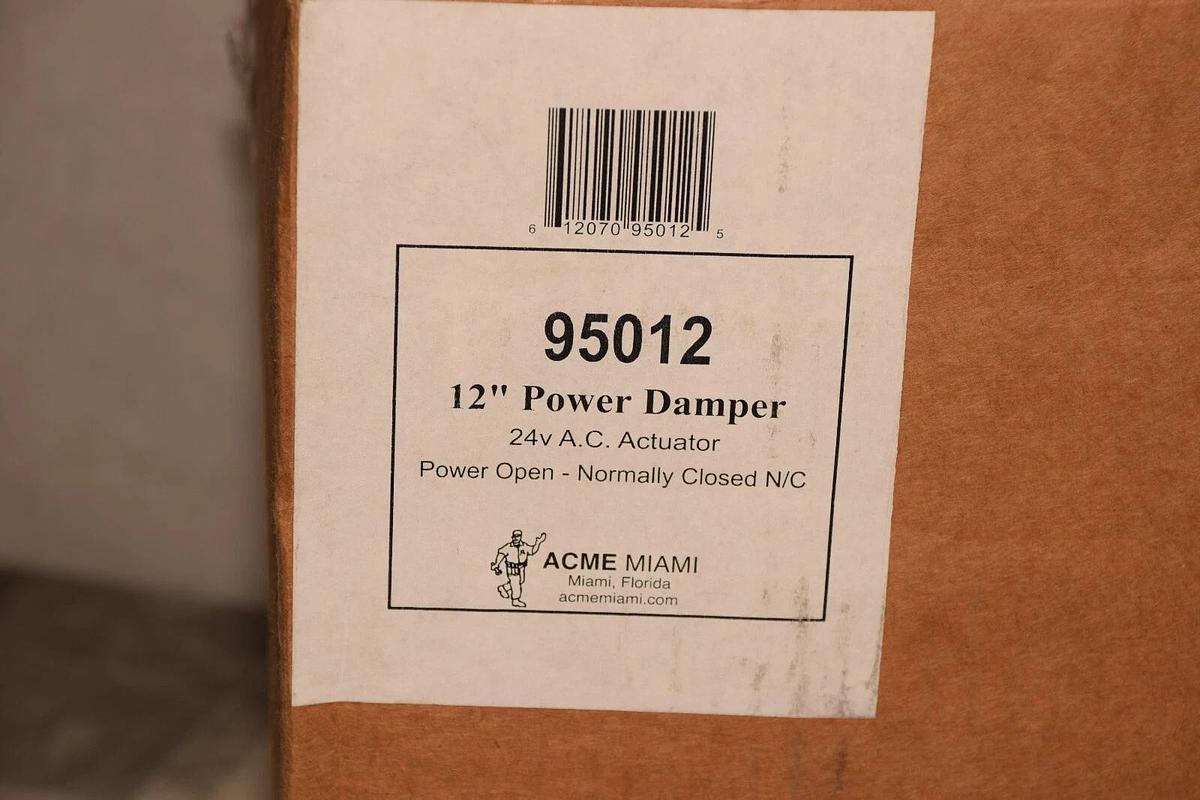 6 12070 95012 5
95012
12" Power Damper
24v A.C. Actuator
Power Open - Normally Closed N/C
ACME MIAMI
Miami, Florida
acmemiami.com